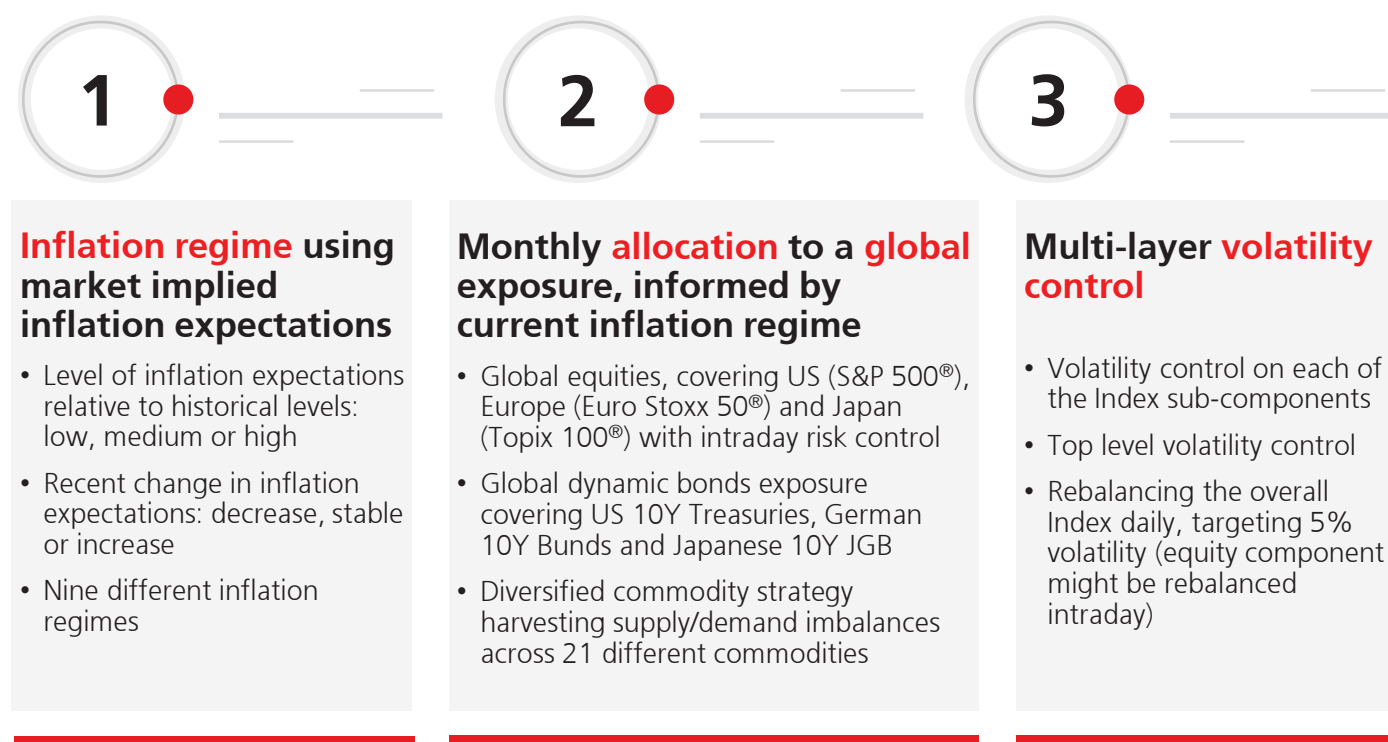 1
2
3
Inflation regime using
market implied
inflation expectations
• Level of inflation expectations
relative to historical levels:
low, medium or high
• Recent change in inflation
expectations: decrease, stable
or increase
• Nine different inflation
regimes
Monthly allocation to a global
exposure, informed by
current inflation regime
• Global equities, covering US (S&P 500®),
Europe (Euro Stoxx 50®) and Japan
(Topix 100®) with intraday risk control
• Global dynamic bonds exposure
covering US 10Y Treasuries, German
10Y Bunds and Japanese 10Y JGB
• Diversified commodity strategy
harvesting supply/demand imbalances
across 21 different commodities
Multi-layer volatility
control
• Volatility control on each of
the Index sub-components
• Top level volatility control
• Rebalancing the overall
Index daily, targeting 5%
volatility (equity component
might be rebalanced
intraday)